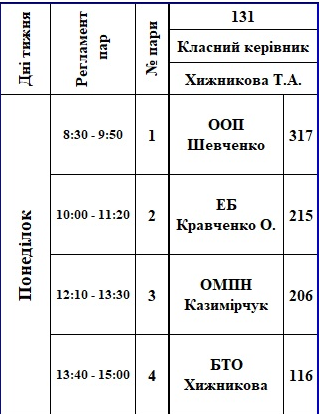 Дні тижня
Регламент
пар
№ пари
131
Класний керівник
Хижникова Т.А.
Понеділок
8:30 - 9:50
1
ООП
Шевченко
317
10:00 - 11:20
2
ЕБ
Кравченко О.
215
12:10 - 13:30
3
ОМПН
Казимірчук
206
13:40 - 15:00
4
БТО
Хижникова
116